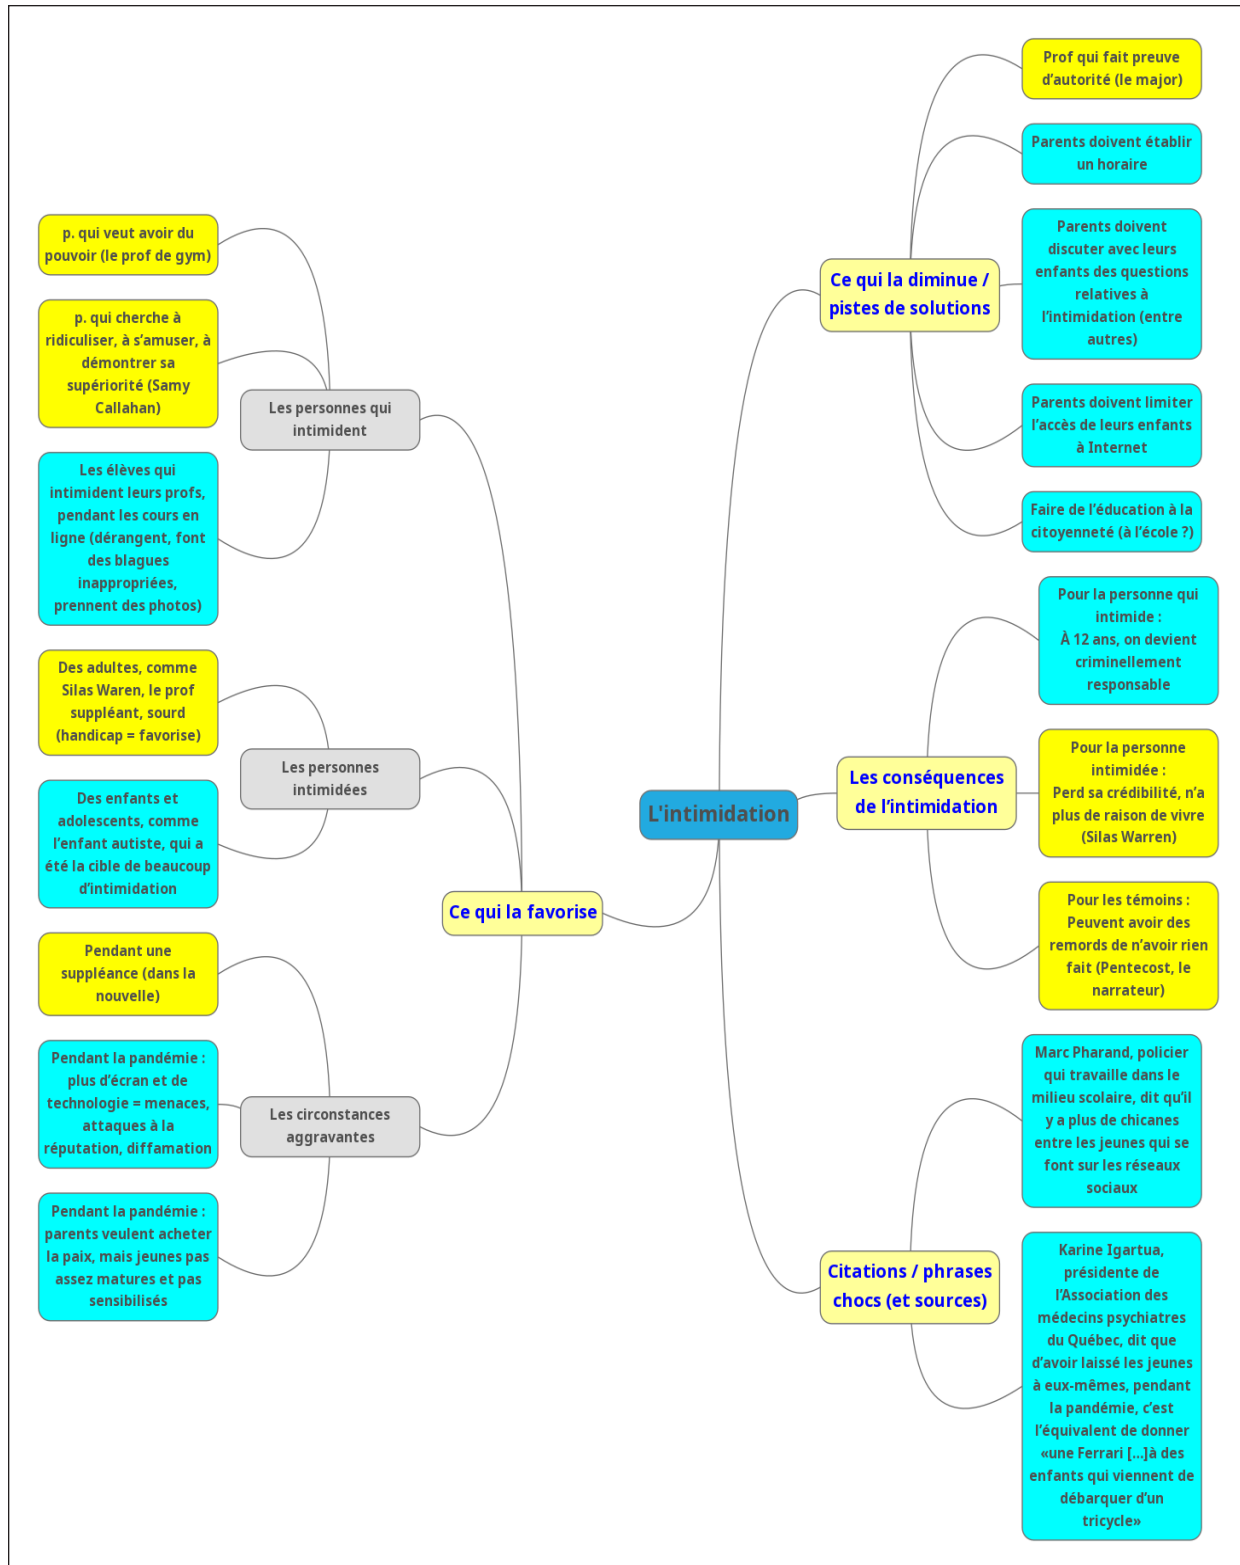 L'intimidation
Ce qui la diminue /
pistes de solutions
Prof qui fait preuve
d’autorité (le major)
Parents doivent établir
un horaire
Parents doivent
discuter avec leurs
enfants des questions
relatives à
l’intimidation (entre
autres)
Parents doivent limiter
l’accès de leurs enfants
à Internet
Faire de l’éducation à la
citoyenneté (à l’école ?)
Les conséquences
de l’intimidation
Pour la personne qui
intimide :
À 12 ans, on devient
criminellement
responsable
Pour la personne
intimidée :
Perd sa crédibilité, n’a
plus de raison de vivre
(Silas Warren)
Pour les témoins :
Peuvent avoir des
remords de n’avoir rien
fait (Pentecost, le
narrateur)
Citations / phrases
chocs (et sources)
Marc Pharand, policier
qui travaille dans le
milieu scolaire, dit qu’il
y a plus de chicanes
entre les jeunes qui se
font sur les réseaux
sociaux
Karine Igartua,
présidente de
l’Association des
médecins psychiatres
du Québec, dit que
d’avoir laissé les jeunes
à eux-mêmes, pendant
la pandémie, c’est
l’équivalent de donner
«une Ferrari [...]à des
enfants qui viennent de
débarquer d’un
tricycle»
Ce qui la favorise
Les personnes qui
intimident
p. qui veut avoir du
pouvoir (le prof de gym)
p. qui cherche à
ridiculiser, à s’amuser, à
démontrer sa
supériorité (Samy
Callahan)
Les élèves qui
intimident leurs profs,
pendant les cours en
ligne (dérangent, font
des blagues
inappropriées,
prennent des photos)
Les personnes
intimidées
Des adultes, comme
Silas Waren, le prof
suppléant, sourd
(handicap = favorise)
Des enfants et
adolescents, comme
l’enfant autiste, qui a
été la cible de beaucoup
d’intimidation
Les circonstances
aggravantes
Pendant une
suppléance (dans la
nouvelle)
Pendant la pandémie :
plus d’écran et de
technologie = menaces,
attaques à la
réputation, diffamation
Pendant la pandémie :
parents veulent acheter
la paix, mais jeunes pas
assez matures et pas
sensibilisés